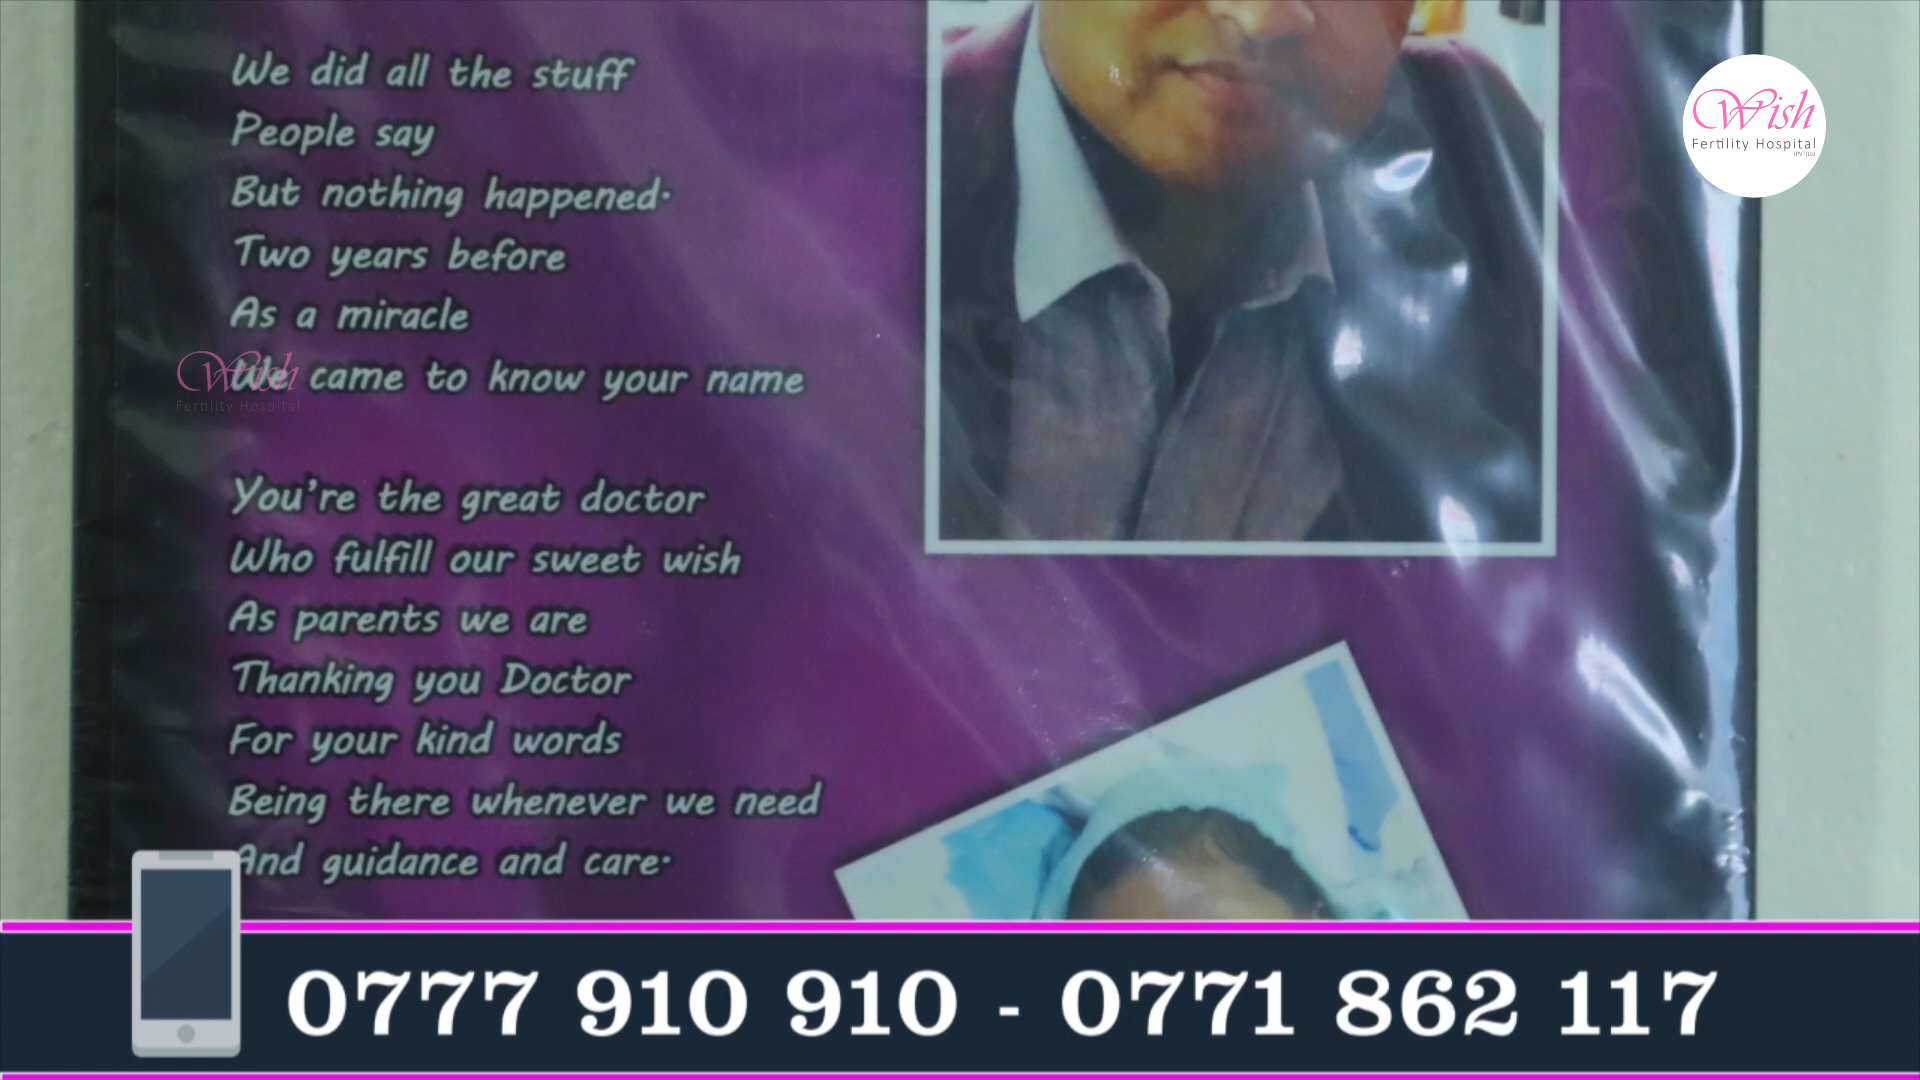 We did all the stuff
People say
But nothing happened.
Two years before
As a miracle
We came to know your name
You're the great doctor
Who fulfill our sweet wish
As parents we are
Thanking you Doctor
For your kind words
Being there whenever we need
And guidance and care.
Wish
Fertility Hospital
(PVT)Ltd
Wish
Fertility Hospital
0777 910 910 - 0771 862 117